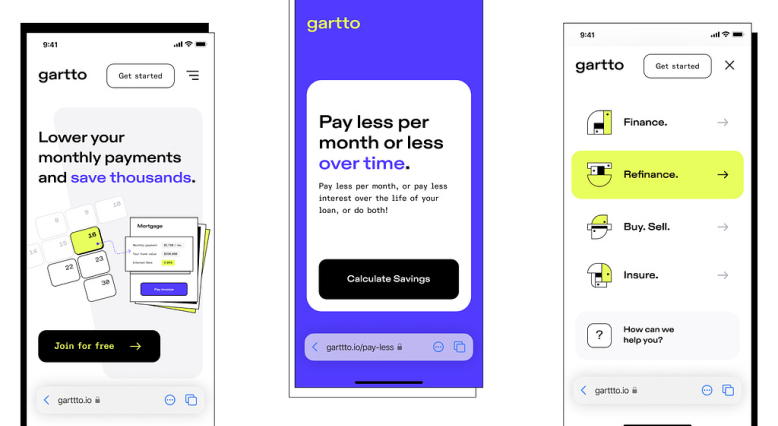 9:41
gartto
Get started
Lower your
monthly payments
and save thousands.
8
9
10
14
15
16
22
23
30
Mortgage
Monthly payment
Your home value
Interest Rate
Pay invoice
Join for free
garttto.io
gartto
Pay less per
month or less
over time.
Pay less per month, or pay less
interest over the life of your
loan, or do both!
Calculate Savings
garttto.io/pay-less
9:41
gartto
Get started
Finance.
Refinance.
Buy. Sell.
Insure.
?
How can we
help you?
garttto.io